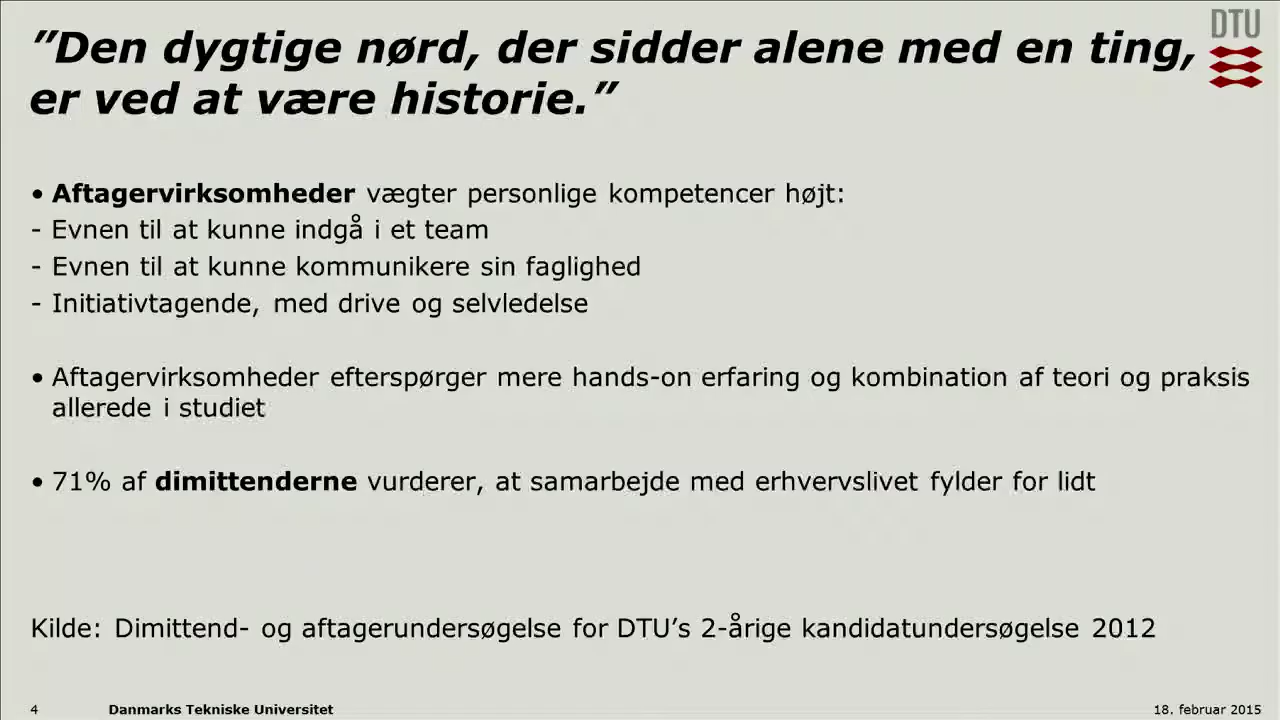 ”Den dygtige nørd, der sidder alene med en ting,
er ved at være historie.”
DTU
• Aftagervirksomheder vægter personlige kompetencer højt:
- Evnen til at kunne indgå i et team
- Evnen til at kunne kommunikere sin faglighed
- Initiativtagende, med drive og selvledelse
• Aftagervirksomheder efterspørger mere hands-on erfaring og kombination af teori og praksis
allerede i studiet
• 71% af dimittenderne vurderer, at samarbejde med erhvervslivet fylder for lidt
Kilde: Dimittend- og aftagerundersøgelse for DTU’s 2-årige kandidatundersøgelse 2012
4 Danmarks Tekniske Universitet 18. februar 2015